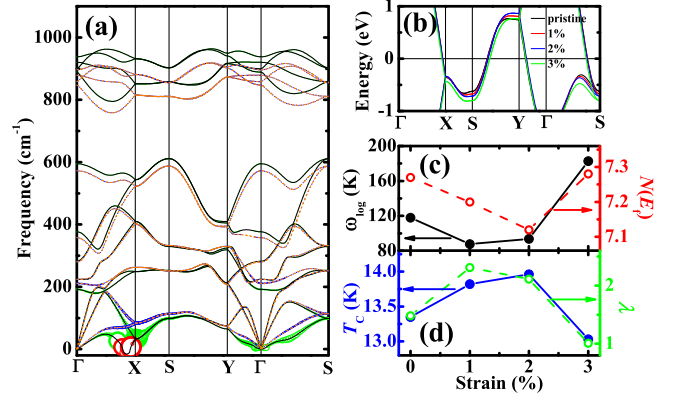 (a)
1000
800
600
400
200
0
Frequency (cm⁻¹)
Γ X S Y Γ S
(b)
pristine
1%
2%
3%
1
0
-1
Energy (eV)
Γ X S Y Γ S
(c)
200
160
120
80
ω_log (K)
7.3
7.2
7.1
N(E_f)
(d)
14.0
13.5
13.0
T_C (K)
2
1
λ
0 1 2 3
Strain (%)